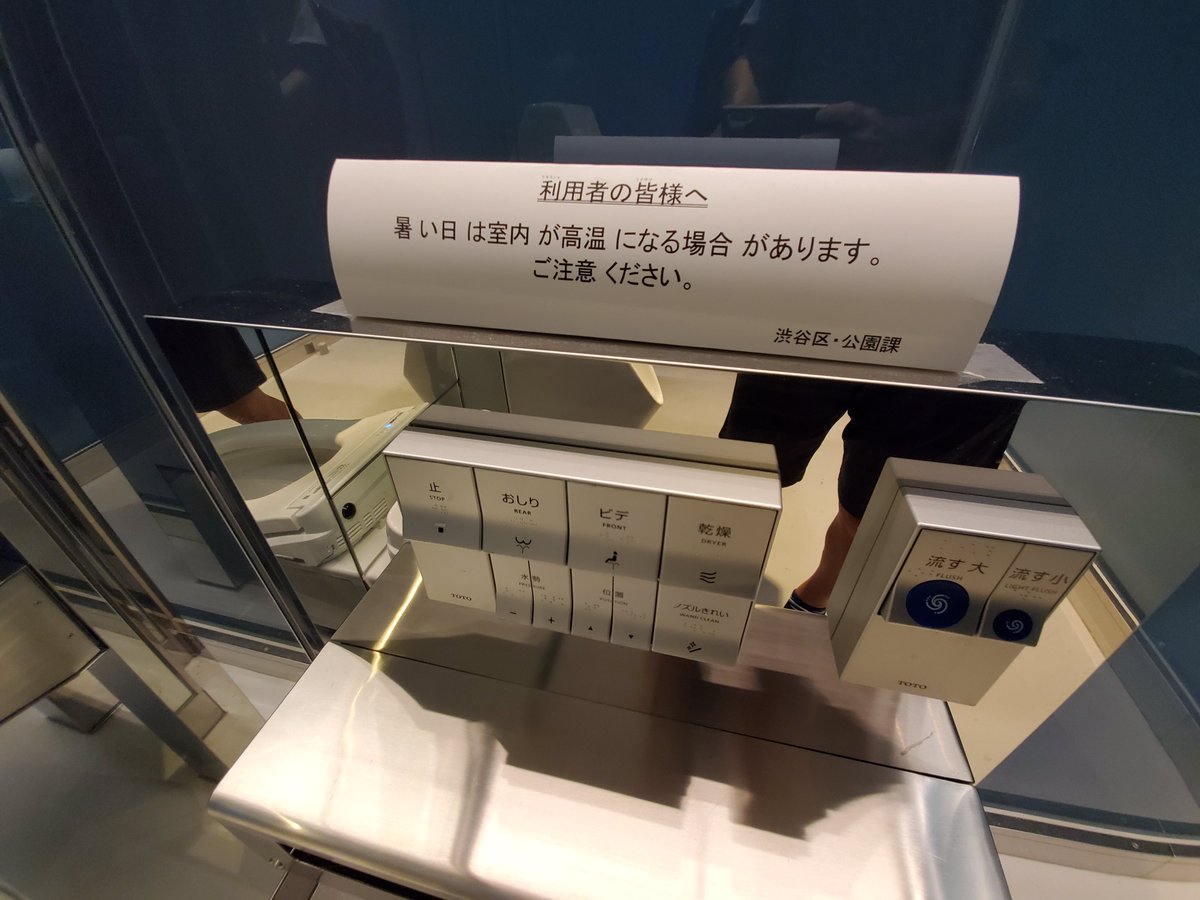 利用者の皆様へ
暑い日は室内が高温になる場合があります。
ご注意ください。
渋谷区・公園課
止
STOP
おしり
REAR
ビデ
FRONT
乾燥
DRYER
水勢
PRESSURE
- +
位置
POSITION
ノズルきれい
WAND CLEAN
TOTO
流す大
FLUSH
流す小
LIGHT FLUSH
TOTO